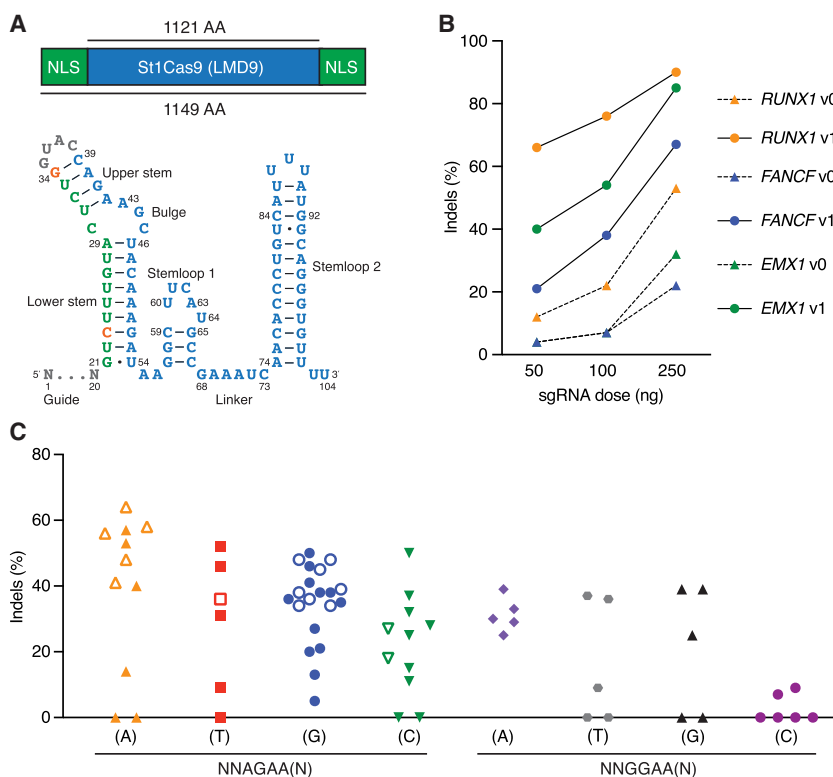 A
1121 AA
NLS St1Cas9 (LMD9) NLS
1149 AA
G U A C C
34 G 39 C
U A Upper stem
C G
U A A 43 G Bulge
C C
29 A U 46
U A
G C
U A Stemloop 1
U A
U A
C G
U A
21 G U 54
5' N . . . N
1 20
Guide
Lower stem
A A
U C
60 U A 63
U 64
59 C G 65
G C
G C
68 G A A A U C 73
Linker
U
U U
U A
A U
84 C G 92
U G
U C
G A
U G
C G
C G
C G
A U
C G
A U
74 A U
Stemloop 2
U U 3'
104
B
Indels (%)
100
80
60
40
20
0
50 100 250
sgRNA dose (ng)
RUNX1 v0
RUNX1 v1
FANCF v0
FANCF v1
EMX1 v0
EMX1 v1
C
Indels (%)
80
60
40
20
0
(A) (T) (G) (C) (A) (T) (G) (C)
NNAGAA(N) NNGGAA(N)